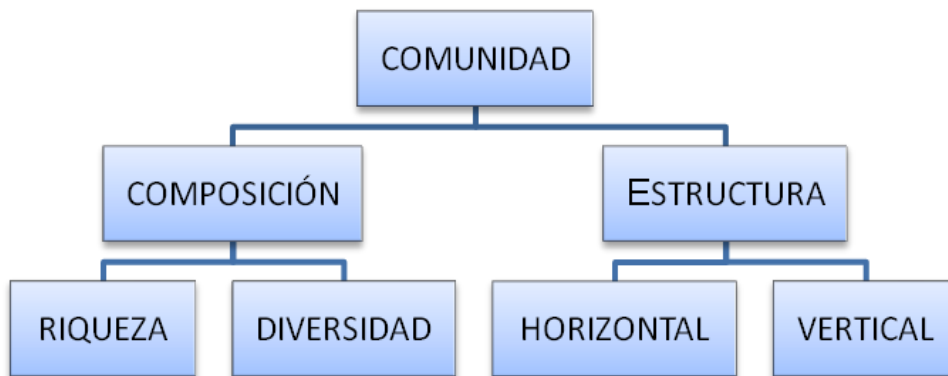 COMUNIDAD
COMPOSICIÓN
ESTRUCTURA
RIQUEZA
DIVERSIDAD
HORIZONTAL
VERTICAL